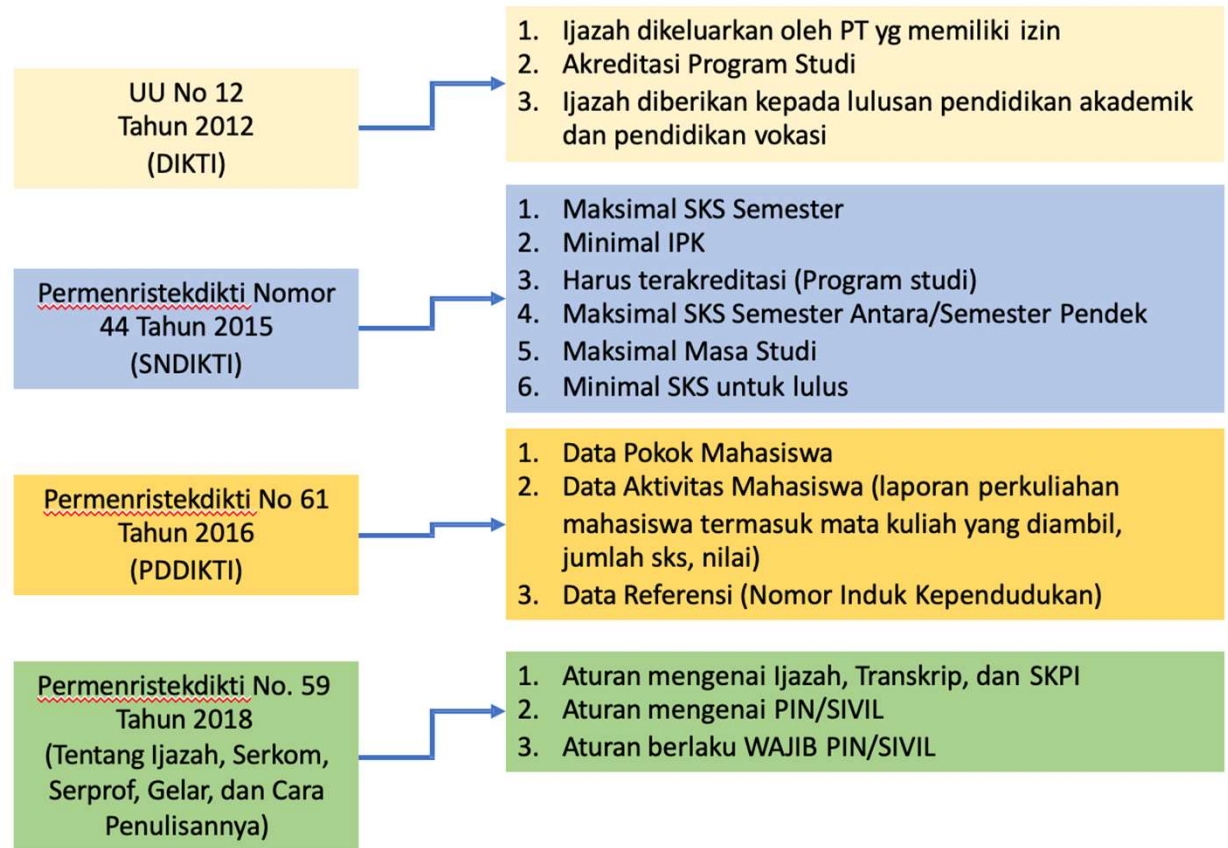 UU No 12
Tahun 2012
(DIKTI)
1. Ijazah dikeluarkan oleh PT yg memiliki izin
2. Akreditasi Program Studi
3. Ijazah diberikan kepada lulusan pendidikan akademik
dan pendidikan vokasi
Permenristekdikti Nomor
44 Tahun 2015
(SNDIKTI)
1. Maksimal SKS Semester
2. Minimal IPK
3. Harus terakreditasi (Program studi)
4. Maksimal SKS Semester Antara/Semester Pendek
5. Maksimal Masa Studi
6. Minimal SKS untuk lulus
Permenristekdikti No 61
Tahun 2016
(PDDIKTI)
1. Data Pokok Mahasiswa
2. Data Aktivitas Mahasiswa (laporan perkuliahan
mahasiswa termasuk mata kuliah yang diambil,
jumlah sks, nilai)
3. Data Referensi (Nomor Induk Kependudukan)
Permenristekdikti No. 59
Tahun 2018
(Tentang Ijazah, Serkom,
Serprof, Gelar, dan Cara
Penulisannya)
1. Aturan mengenai Ijazah, Transkrip, dan SKPI
2. Aturan mengenai PIN/SIVIL
3. Aturan berlaku WAJIB PIN/SIVIL